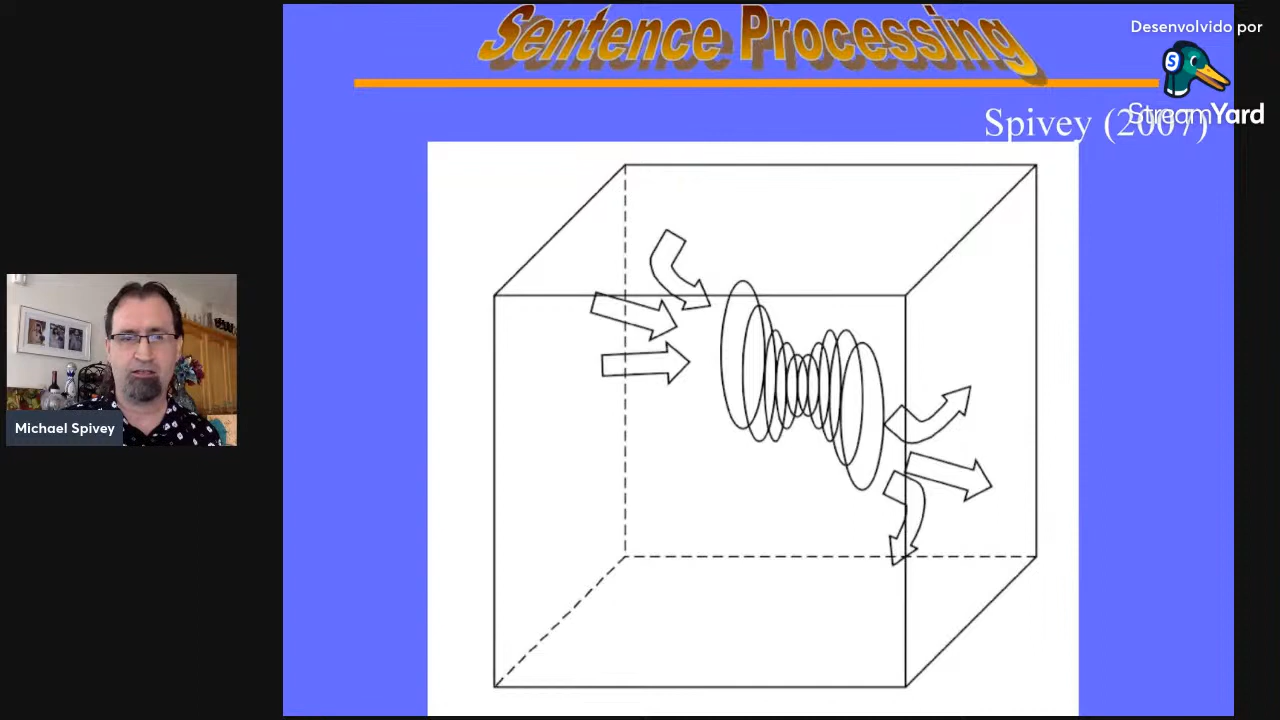 Sentence Processing
Desenvolvido por
StreamYard
Spivey (2007)
Michael Spivey